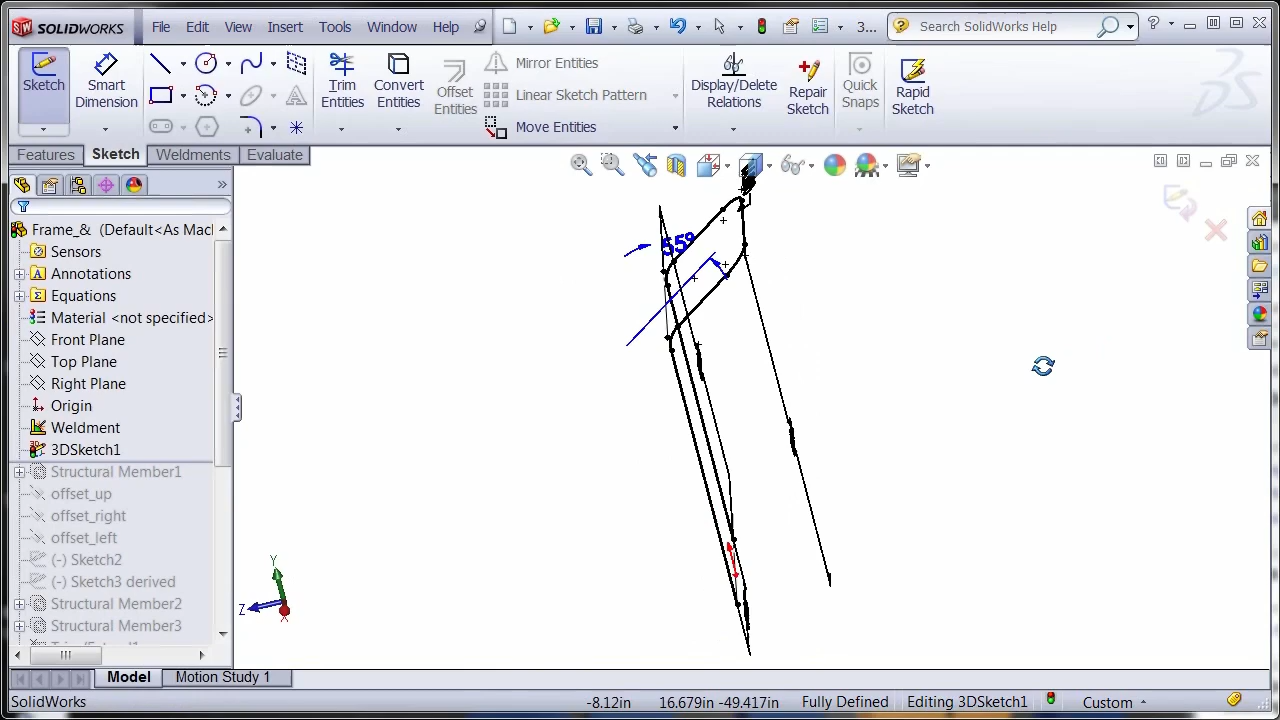 SOLIDWORKS File Edit View Insert Tools Window Help 3... Search SolidWorks Help ?
Sketch Smart Dimension Trim Entities Convert Entities Offset Entities Mirror Entities Linear Sketch Pattern Move Entities Display/Delete Relations Repair Sketch Quick Snaps Rapid Sketch
Features Sketch Weldments Evaluate
Frame_& (Default<As Macl
Sensors
Annotations
Equations
Material <not specified>
Front Plane
Top Plane
Right Plane
Origin
Weldment
3DSketch1
Structural Member1
offset_up
offset_right
offset_left
(-) Sketch2
(-) Sketch3 derived
Structural Member2
Structural Member3
55°
Y
Z
X
Model Motion Study 1
SolidWorks -8.12in 16.679in -49.417in Fully Defined Editing 3DSketch1 Custom